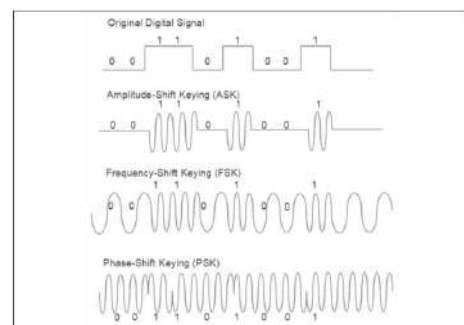 Original Digital Signal
1 1 1 1
0 0 0 0 0
Amplitude-Shift Keying (ASK)
1 1 1 1
0 0 0 0 0
Frequency-Shift Keying (FSK)
1 1 1 1
0 0 0 0 0
Phase-Shift Keying (PSK)
0 0 1 1 0 1 0 0 1